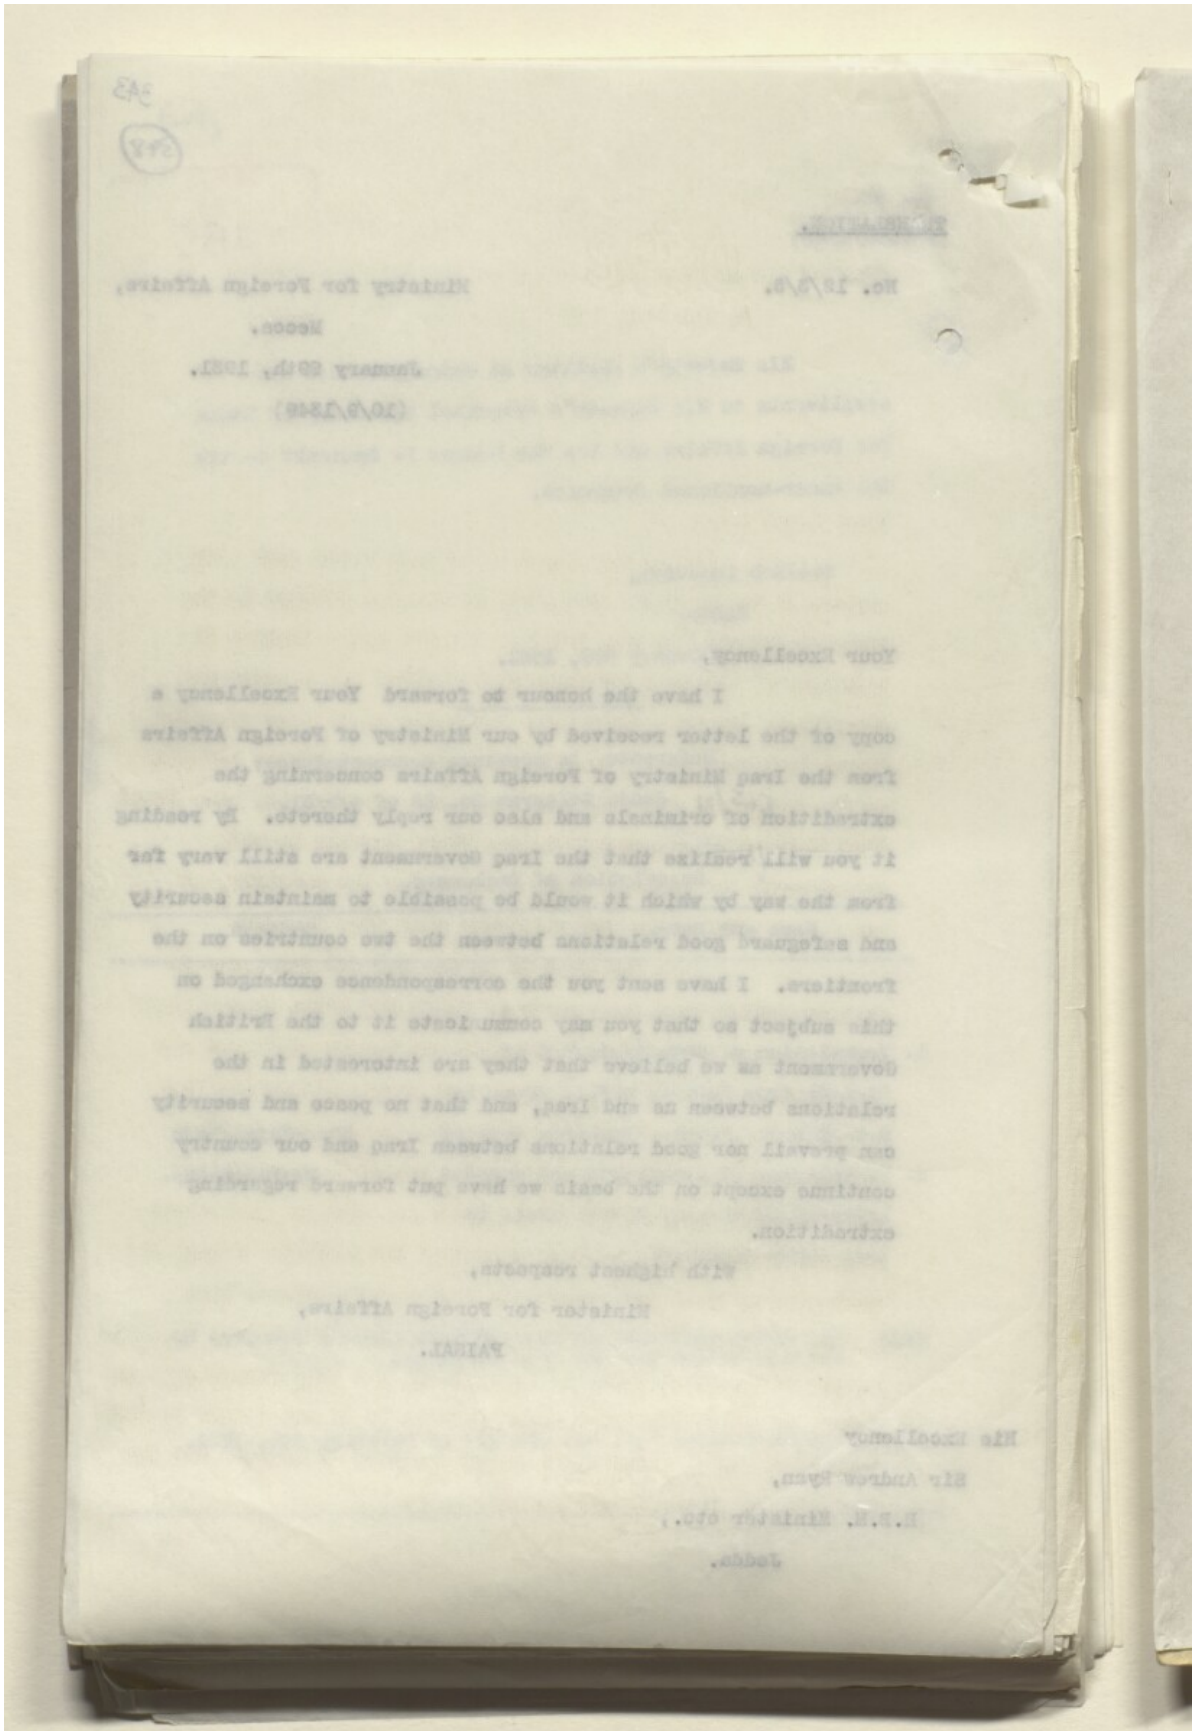 343
TRANSLATION.
No. 12/3/5.
Ministry for Foreign Affairs,
Mecca.
January 29th, 1931.
(10/9/1349)
Your Excellency,
I have the honour to forward Your Excellency a
copy of the letter received by our Ministry of Foreign Affairs
from the Iraq Ministry of Foreign Affairs concerning the
extradition of criminals and also our reply thereto. By reading
it you will realize that the Iraq Government are still very far
from the way by which it would be possible to maintain security
and safeguard good relations between the two countries on the
frontiers. I have sent you the correspondence exchanged on
this subject so that you may communicate it to the British
Government as we believe that they are interested in the
relations between us and Iraq, and that no peace and security
can prevail nor good relations between Iraq and our country
continue except on the basis we have put forward regarding
extradition.
With highest respects,
Minister for Foreign Affairs,
FAISAL.
His Excellency
Sir Andrew Ryan,
H.B.M. Minister etc.,
Jedda.